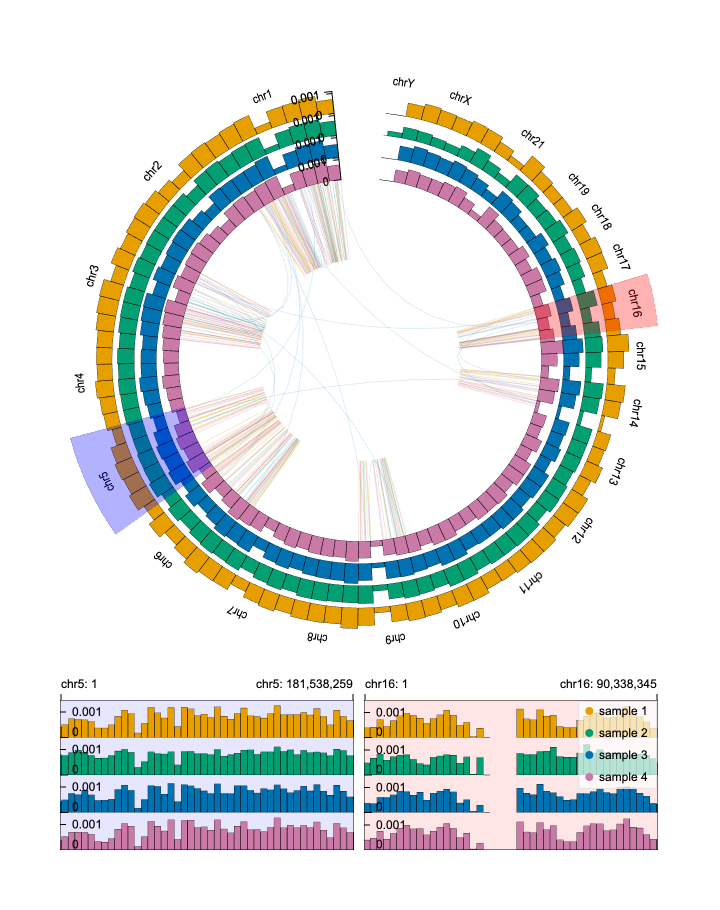 chr1
chrY
chrX
chr2
chr21
chr19
chr18
chr17
chr3
chr16
chr4
chr15
chr14
chr5
chr13
chr6
chr12
chr11
chr7
chr10
chr8
chr9
0.001
0
chr5: 1 chr5: 181,538,259 chr16: 1 chr16: 90,338,345
0.001 0.001 sample 1
0 0
0.001 0.001 sample 2
0 0
0.001 0.001 sample 3
0 0
0.001 0.001 sample 4
0 0